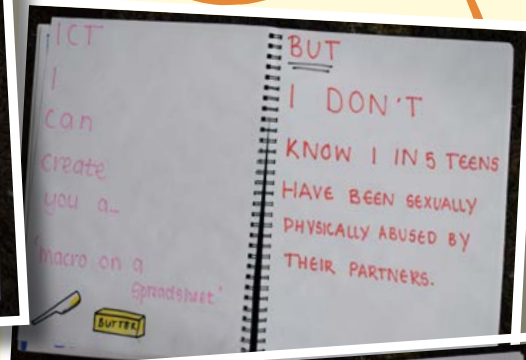 ICT
I
can
create
you a...
'macro on a
spreadsheet'
BUTTER
BUT
I DON'T
KNOW 1 IN 5 TEENS
HAVE BEEN SEXUALLY
PHYSICALLY ABUSED BY
THEIR PARTNERS.